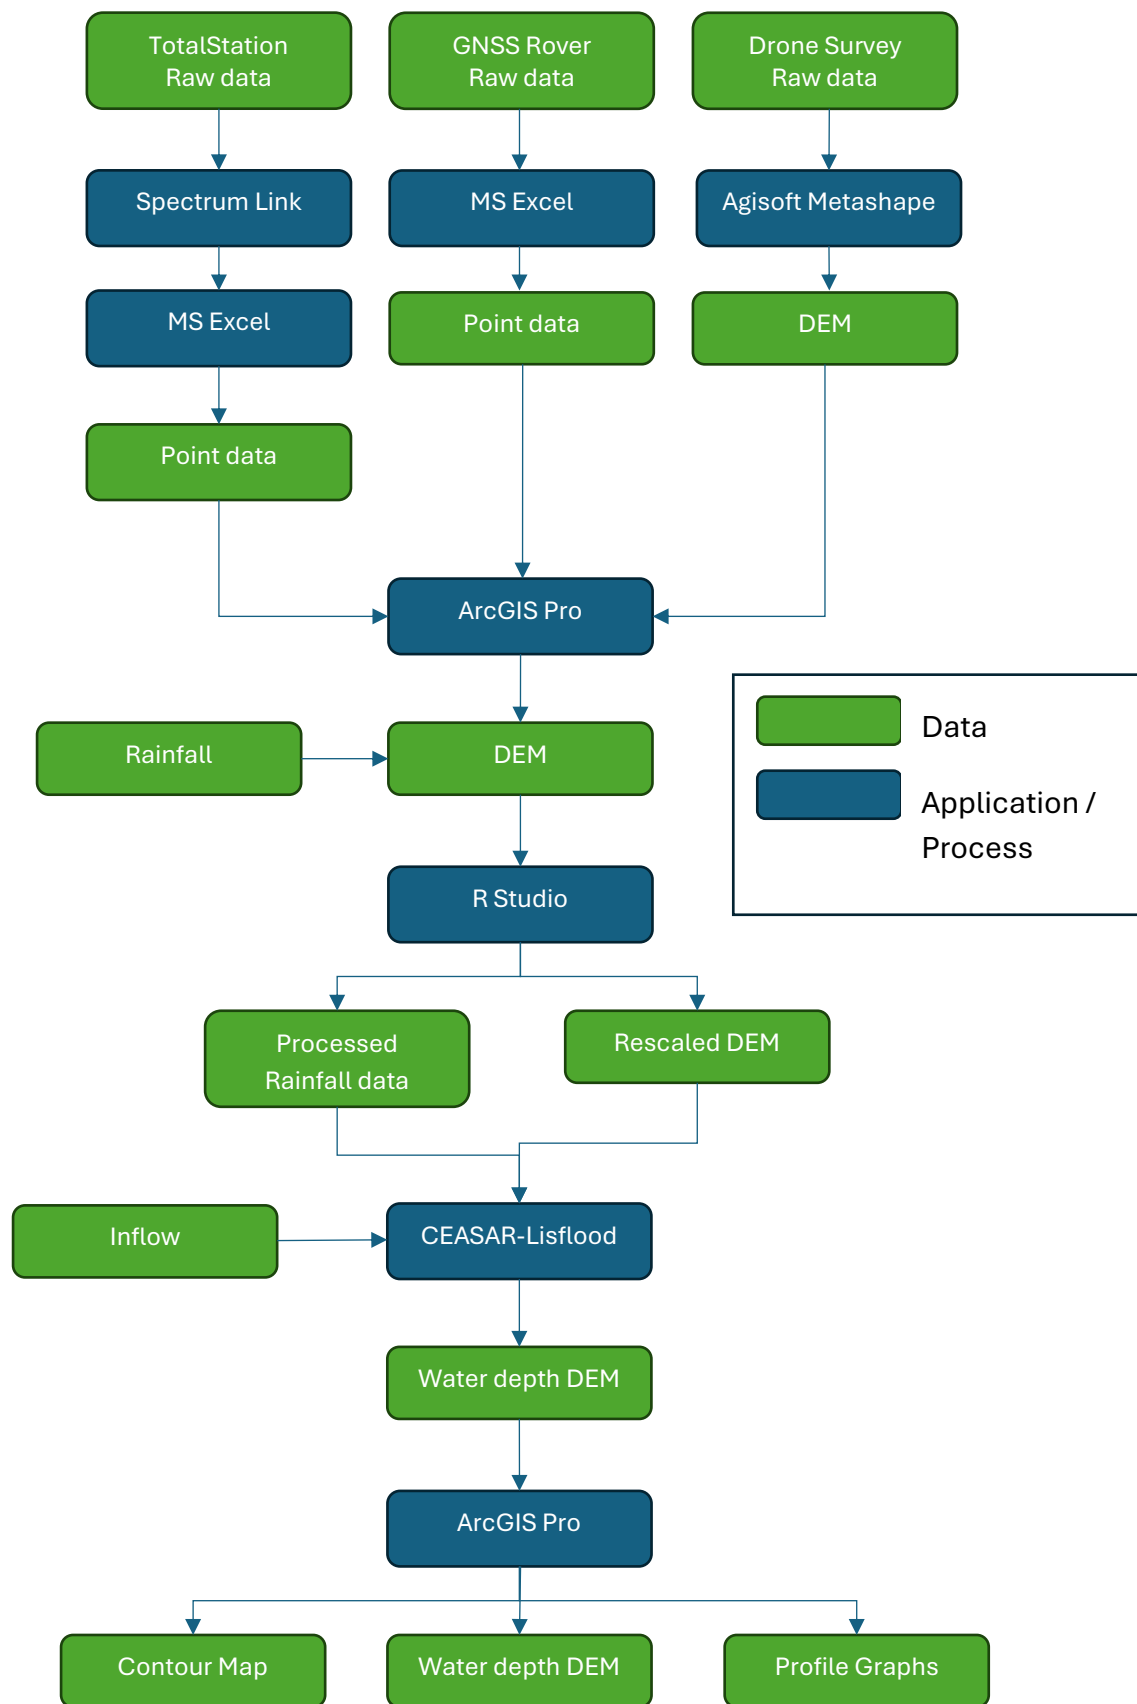 TotalStation
Raw data
GNSS Rover
Raw data
Drone Survey
Raw data
Spectrum Link
MS Excel
Agisoft Metashape
MS Excel
Point data
DEM
Point data
ArcGIS Pro
Data
Rainfall
DEM
Application /
Process
R Studio
Processed
Rainfall data
Rescaled DEM
Inflow
CEASAR-Lisflood
Water depth DEM
ArcGIS Pro
Contour Map
Water depth DEM
Profile Graphs